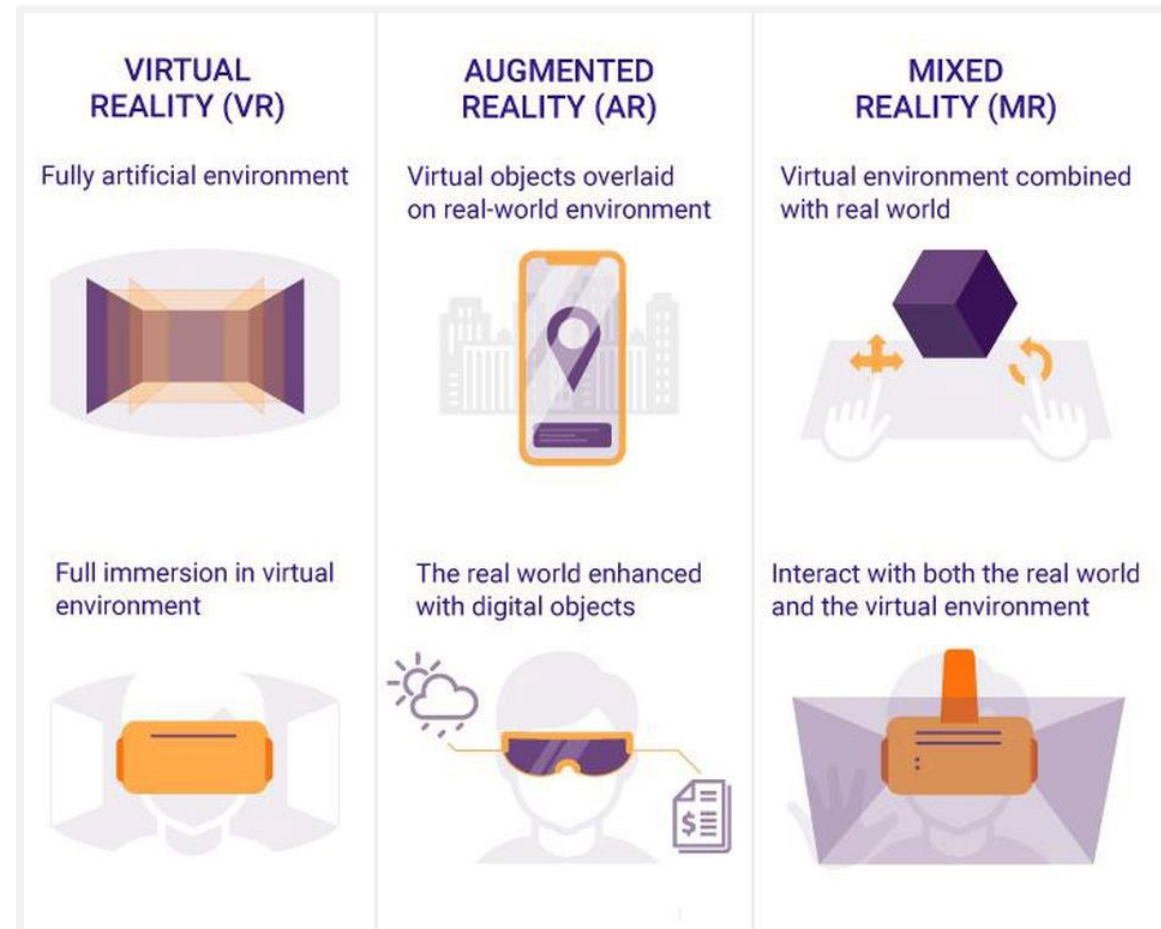 VIRTUAL
REALITY (VR)
Fully artificial environment
Full immersion in virtual
environment
AUGMENTED
REALITY (AR)
Virtual objects overlaid
on real-world environment
The real world enhanced
with digital objects
$
MIXED
REALITY (MR)
Virtual environment combined
with real world
Interact with both the real world
and the virtual environment